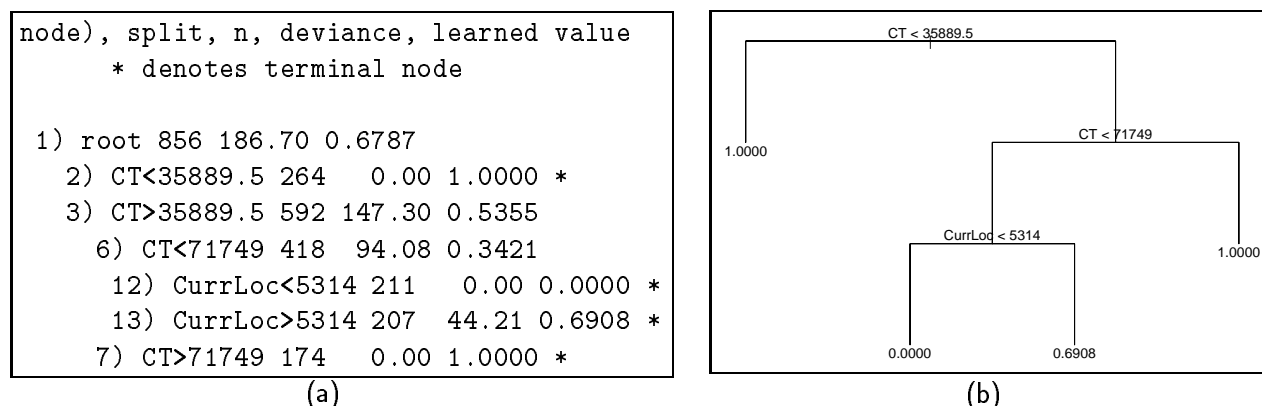 node), split, n, deviance, learned value
* denotes terminal node
1) root 856 186.70 0.6787
2) CT<35889.5 264 0.00 1.0000 *
3) CT>35889.5 592 147.30 0.5355
6) CT<71749 418 94.08 0.3421
12) CurrLoc<5314 211 0.00 0.0000 *
13) CurrLoc>5314 207 44.21 0.6908 *
7) CT>71749 174 0.00 1.0000 *
(a)
CT < 35889.5
CT < 71749
1.0000
CurrLoc < 5314
1.0000
0.0000
0.6908
(b)